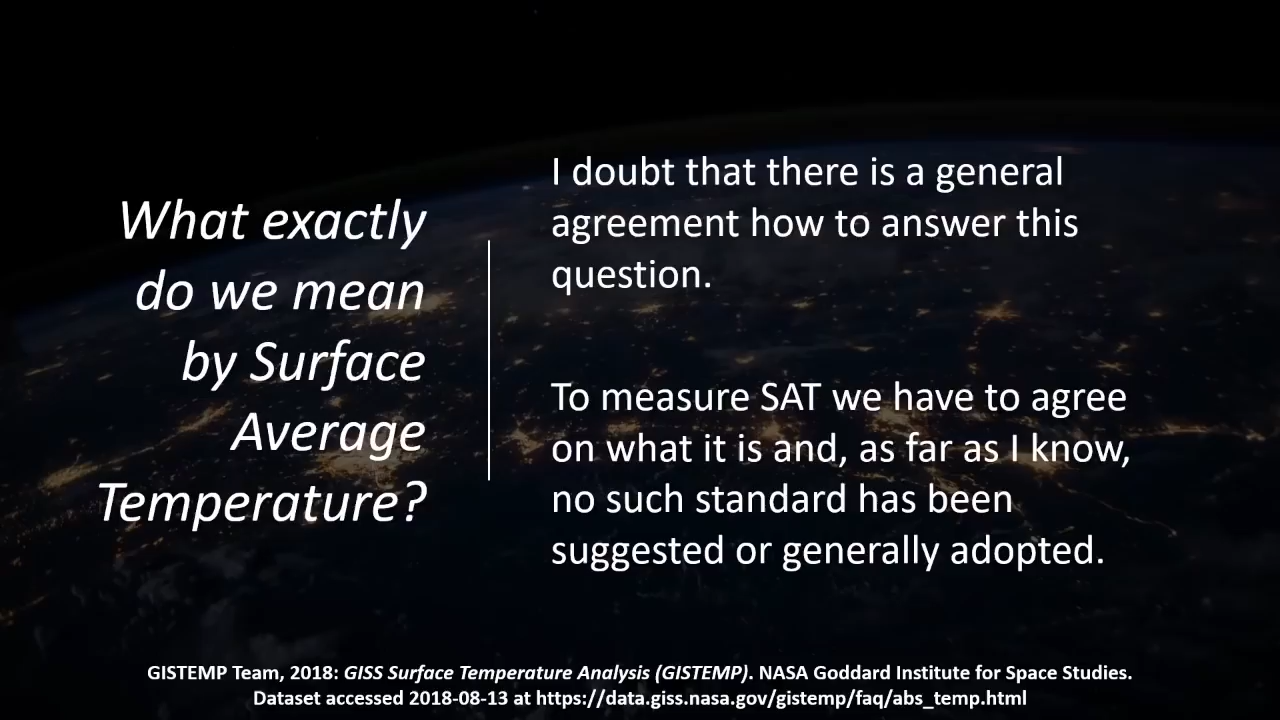 What exactly
do we mean
by Surface
Average
Temperature?
I doubt that there is a general
agreement how to answer this
question.
To measure SAT we have to agree
on what it is and, as far as I know,
no such standard has been
suggested or generally adopted.
GISTEMP Team, 2018: GISS Surface Temperature Analysis (GISTEMP). NASA Goddard Institute for Space Studies.
Dataset accessed 2018-08-13 at https://data.giss.nasa.gov/gistemp/faq/abs_temp.html